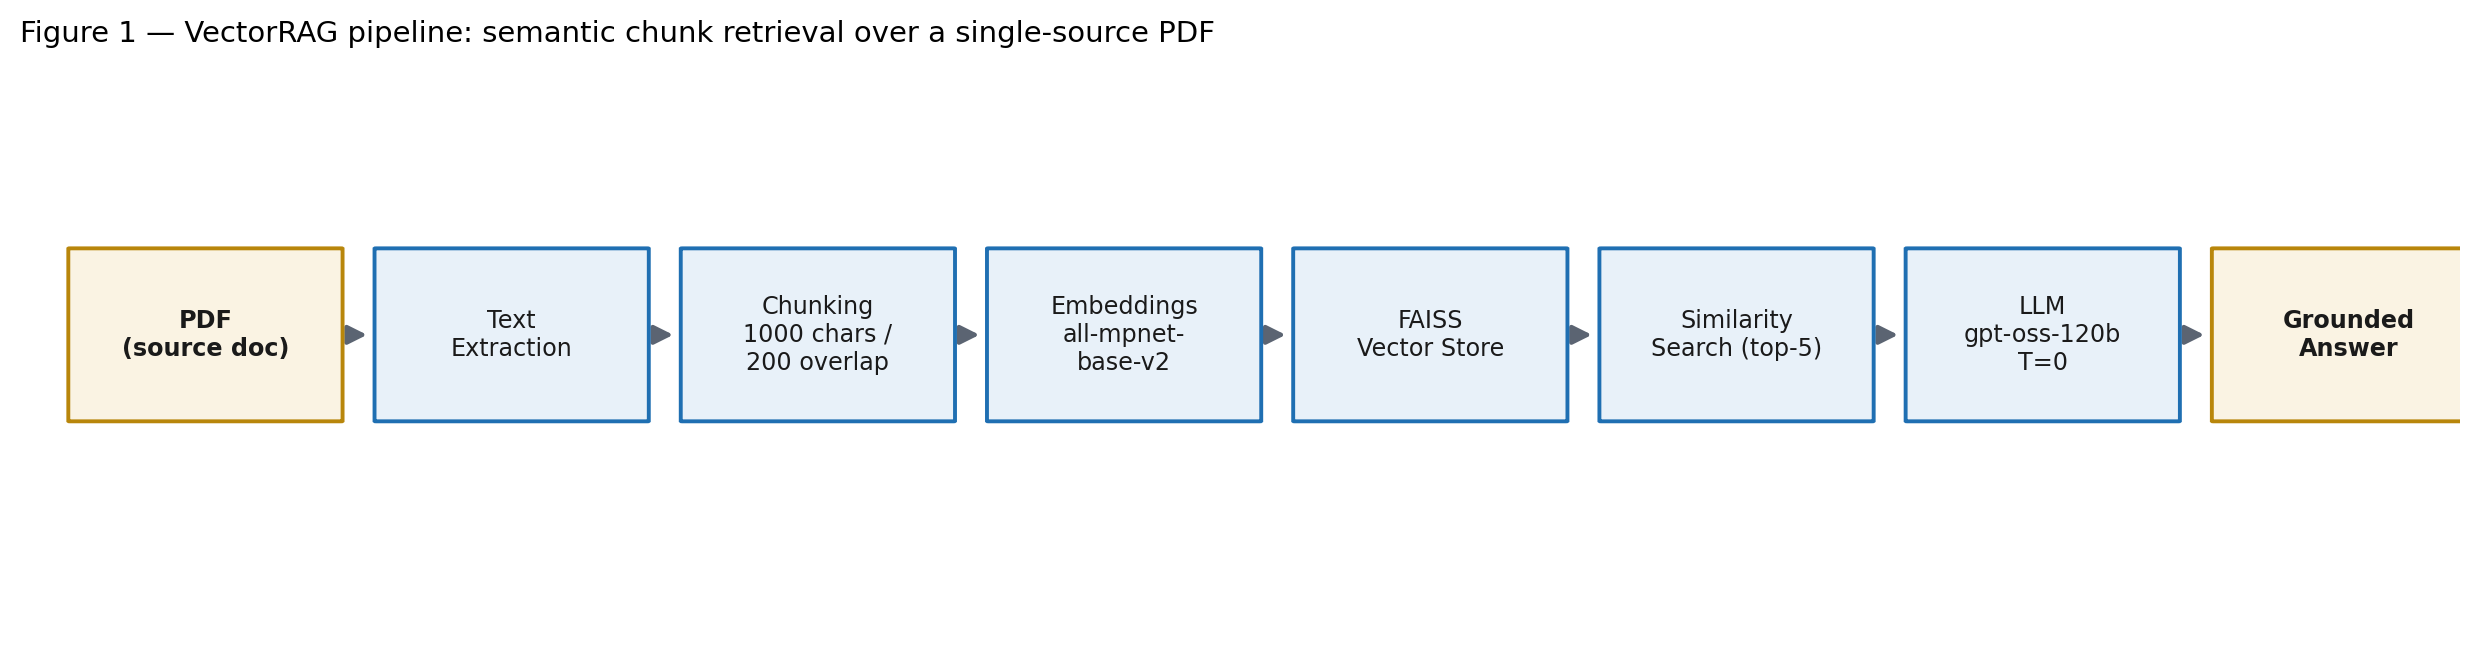 Figure 1 — VectorRAG pipeline: semantic chunk retrieval over a single-source PDF
PDF
(source doc)
Text
Extraction
Chunking
1000 chars /
200 overlap
Embeddings
all-mpnet-
base-v2
FAISS
Vector Store
Similarity
Search (top-5)
LLM
gpt-oss-120b
T=0
Grounded
Answer